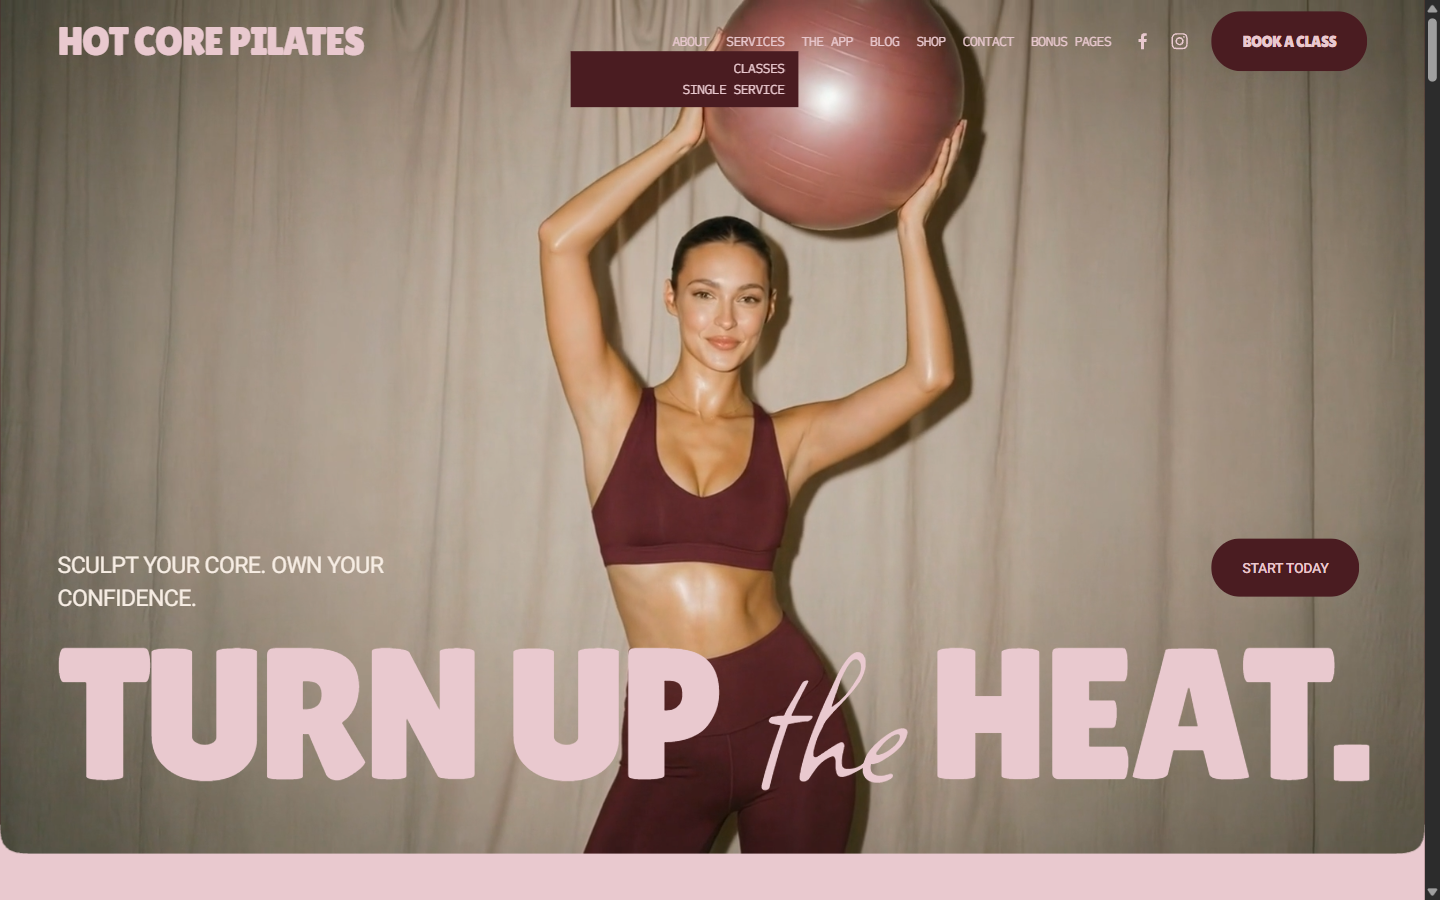 HOT CORE PILATES
ABOUT SERVICES THE APP BLOG SHOP CONTACT BONUS PAGES
BOOK A CLASS
CLASSES
SINGLE SERVICE
SCULPT YOUR CORE. OWN YOUR
CONFIDENCE.
START TODAY
TURN UP the HEAT.